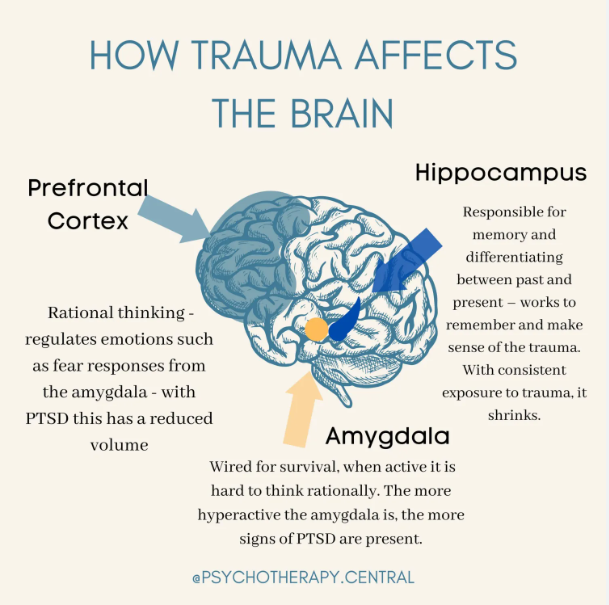 HOW TRAUMA AFFECTS
THE BRAIN
Prefrontal
Cortex
Rational thinking -
regulates emotions such
as fear responses from
the amygdala - with
PTSD this has a reduced
volume
Hippocampus
Responsible for
memory and
differentiating
between past and
present – works to
remember and make
sense of the trauma.
With consistent
exposure to trauma, it
shrinks.
Amygdala
Wired for survival, when active it is
hard to think rationally. The more
hyperactive the amygdala is, the more
signs of PTSD are present.
@PSYCHOTHERAPY.CENTRAL